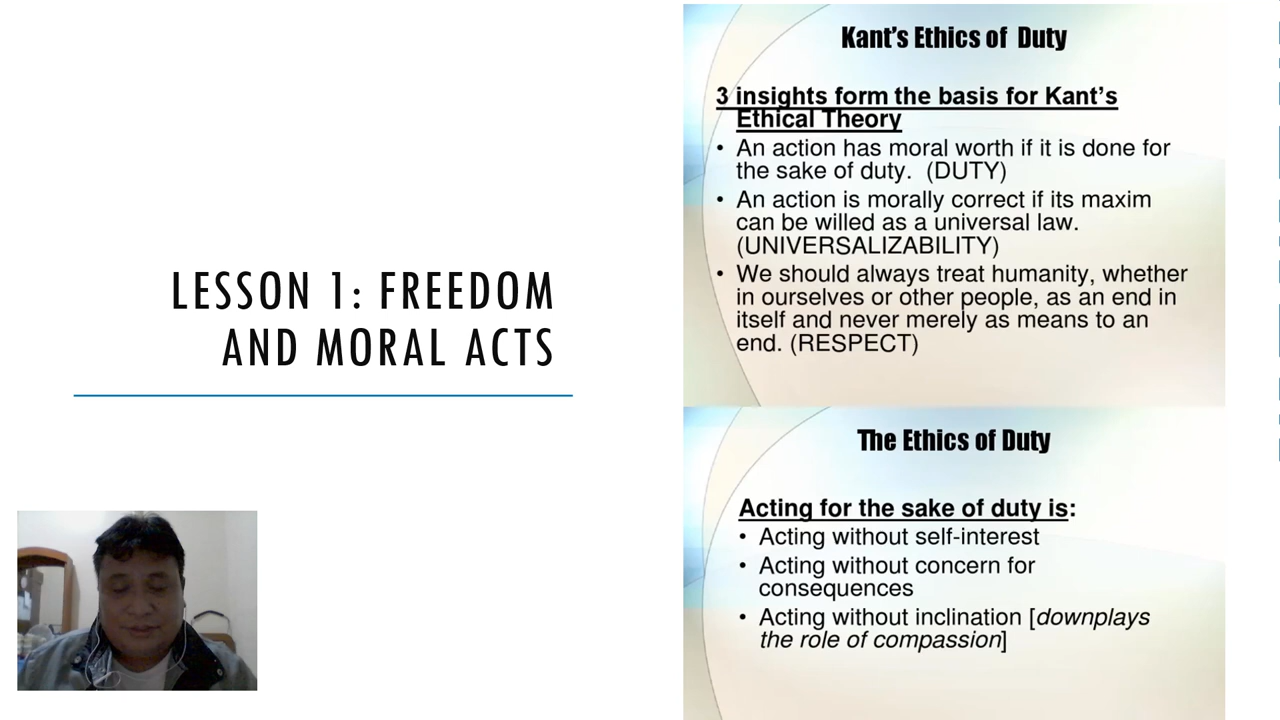 LESSON 1: FREEDOM
AND MORAL ACTS
Kant's Ethics of Duty
3 insights form the basis for Kant's
Ethical Theory
• An action has moral worth if it is done for
the sake of duty. (DUTY)
• An action is morally correct if its maxim
can be willed as a universal law.
(UNIVERSALIZABILITY)
• We should always treat humanity, whether
in ourselves or other people, as an end in
itself and never merely as means to an
end. (RESPECT)
The Ethics of Duty
Acting for the sake of duty is:
• Acting without self-interest
• Acting without concern for
consequences
• Acting without inclination [downplays
the role of compassion]